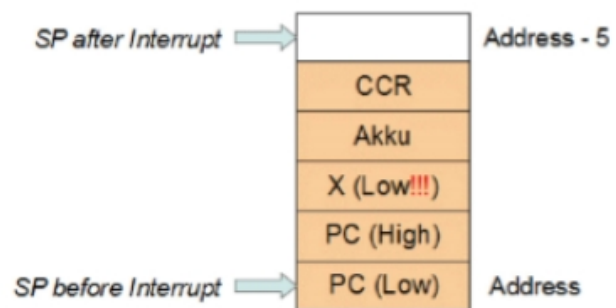 SP after Interrupt Address - 5
CCR
Akku
X (Low!!!)
PC (High)
SP before Interrupt PC (Low) Address